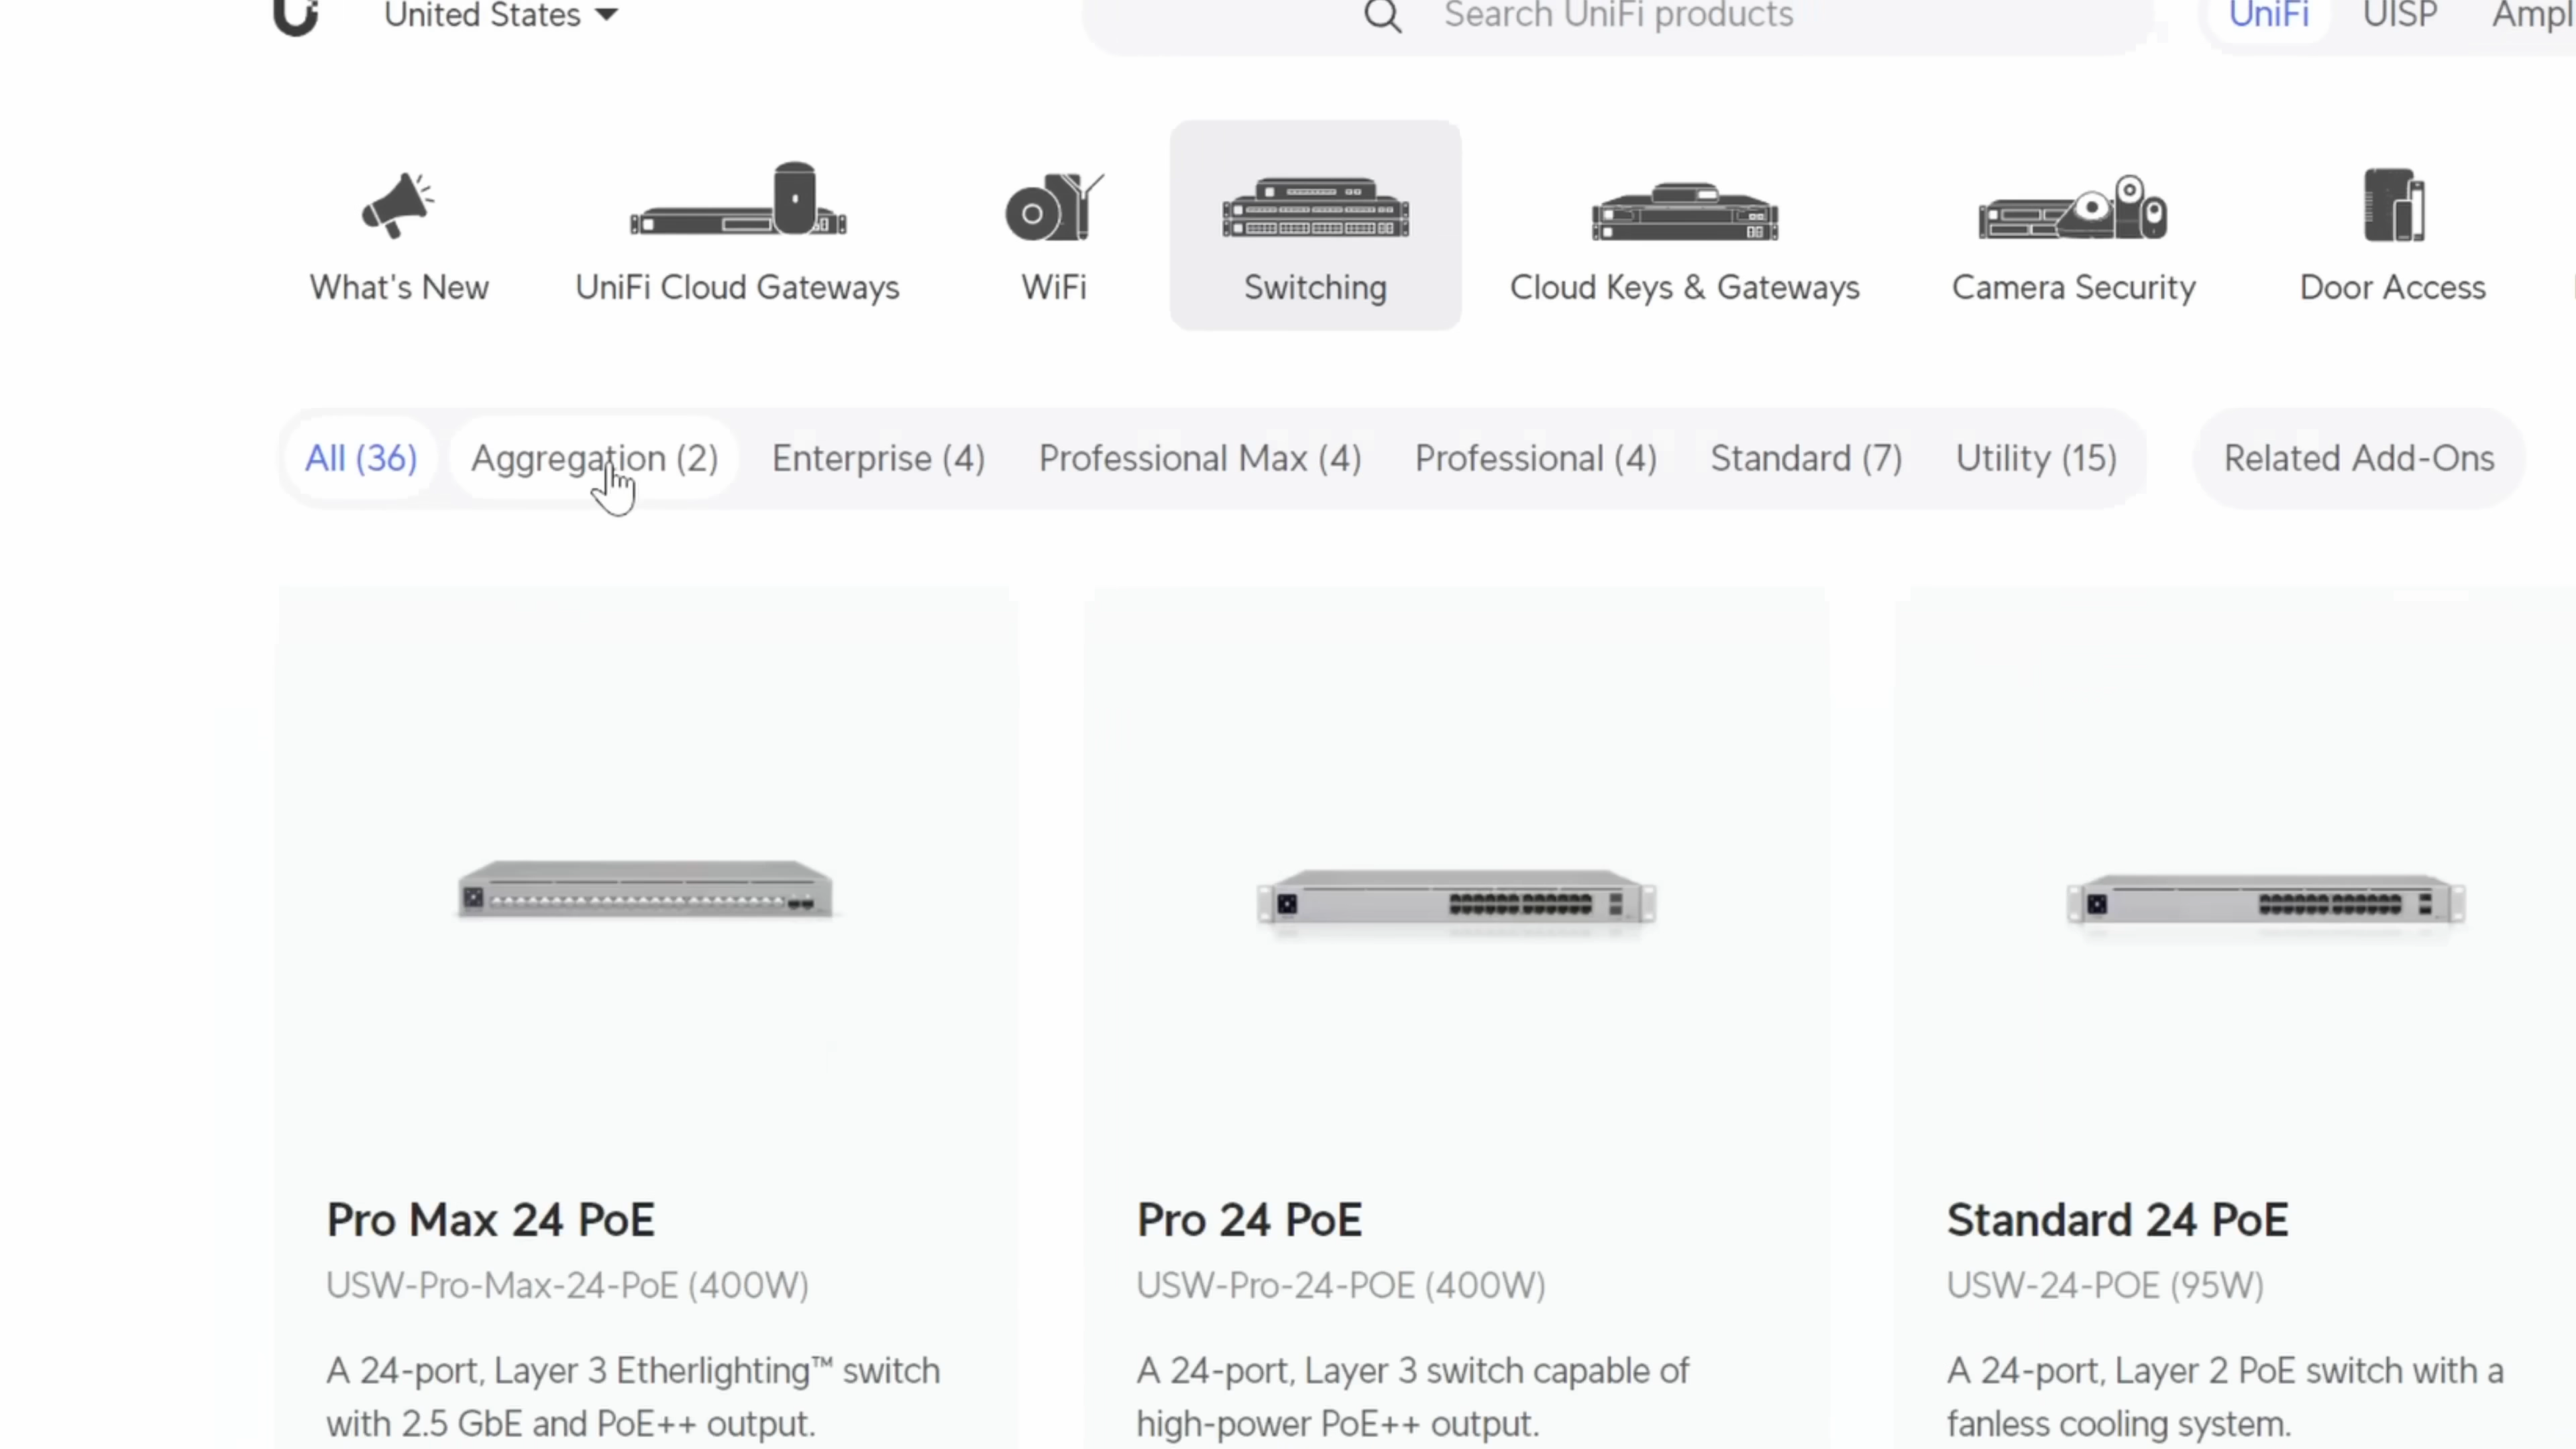 United States
Search UniFi products
UniFi
UISP
What's New
UniFi Cloud Gateways
WiFi
Switching
Cloud Keys & Gateways
Camera Security
Door Access
All (36)
Aggregation (2)
Enterprise (4)
Professional Max (4)
Professional (4)
Standard (7)
Utility (15)
Related Add-Ons
Pro Max 24 PoE
USW-Pro-Max-24-PoE (400W)
A 24-port, Layer 3 Etherlighting™ switch
with 2.5 GbE and PoE++ output.
Pro 24 PoE
USW-Pro-24-POE (400W)
A 24-port, Layer 3 switch capable of
high-power PoE++ output.
Standard 24 PoE
USW-24-POE (95W)
A 24-port, Layer 2 PoE switch with a
fanless cooling system.